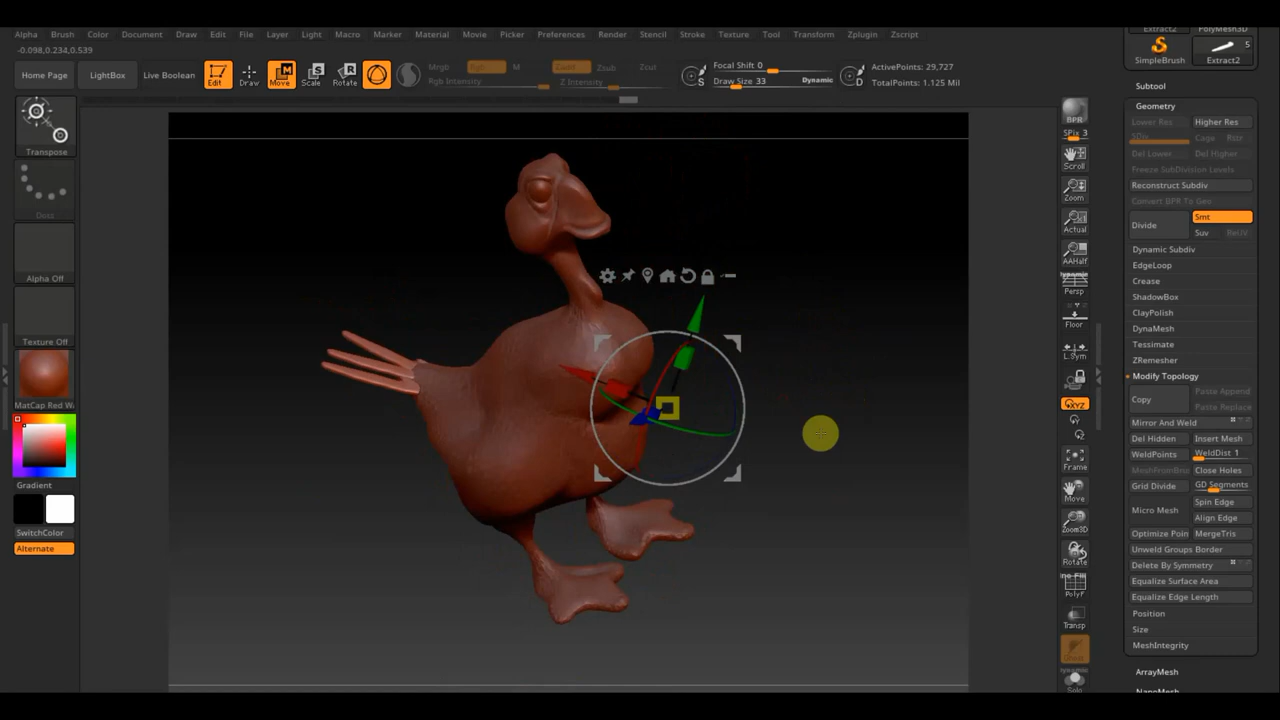 Alpha Brush Color Document Draw Edit File Layer Light Macro Marker Material Movie Picker Preferences Render Stencil Stroke Texture Tool Transform Zplugin Zscript
-0.098,0.234,0.539
Home Page LightBox Live Boolean Edit Draw Move Scale Rotate
Mrgb Rgb M Zadd Zsub Zcut
Rgb Intensity Z Intensity
S Focal Shift 0
Draw Size 33 Dynamic
D ActivePoints: 29,727
TotalPoints: 1.125 Mil
Transpose
Dots
Alpha Off
Texture Off
MatCap Red W
Gradient
SwitchColor
Alternate
BPR
SPix 3
Scroll
Zoom
Actual
AAHalf
Dynamic
Persp
Floor
L.Sym
XYZ
Y
Z
Frame
Move
Zoom3D
Rotate
PolyF
Transp
Solo
Extract2 PolyMesh3D
5
SimpleBrush Extract2
Subtool
Geometry
Lower Res Higher Res
SDiv Cage Rstr
Del Lower Del Higher
Freeze SubDivision Levels
Reconstruct Subdiv
Convert BPR To Geo
Divide Smt
Suv ReUV
Dynamic Subdiv
EdgeLoop
Crease
ShadowBox
ClayPolish
DynaMesh
Tessimate
ZRemesher
Modify Topology
Copy Paste Append
Paste Replace
Mirror And Weld
Del Hidden Insert Mesh
WeldPoints WeldDist 1
Close Holes
Grid Divide GD Segments
Micro Mesh Spin Edge
Align Edge
Optimize Poin MergeTris
Unweld Groups Border
Delete By Symmetry
Equalize Surface Area
Equalize Edge Length
Position
Size
MeshIntegrity
ArrayMesh